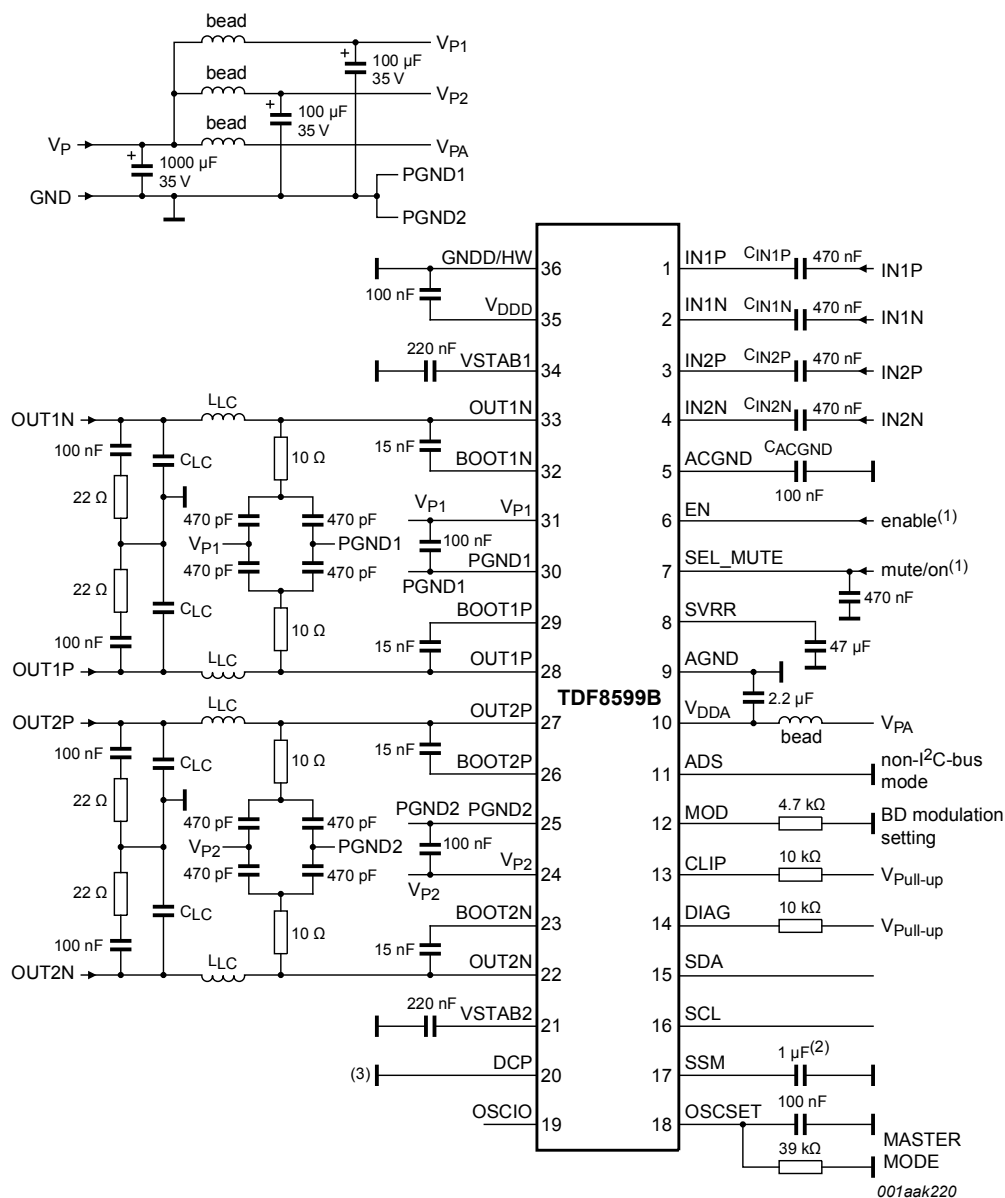 bead
VP1
+
100 µF
35 V
bead
VP2
+
100 µF
35 V
bead
VP
VPA
+
1000 µF
35 V
PGND1
GND
PGND2
GNDD/HW
36
100 nF
VDDD
35
220 nF
VSTAB1
34
OUT1N
LLC
OUT1N
33
100 nF
CLC
10 Ω
15 nF
BOOT1N
32
22 Ω
470 pF
470 pF
VP1
VP1
31
VP1
PGND1
100 nF
470 pF
470 pF
PGND1
30
PGND1
22 Ω
CLC
10 Ω
BOOT1P
29
100 nF
15 nF
OUT1P
LLC
OUT1P
28
TDF8599B
OUT2P
LLC
OUT2P
27
100 nF
CLC
10 Ω
15 nF
BOOT2P
26
22 Ω
470 pF
470 pF
PGND2
PGND2
25
VP2
PGND2
100 nF
470 pF
470 pF
VP2
24
VP2
22 Ω
CLC
10 Ω
BOOT2N
23
100 nF
15 nF
OUT2N
LLC
OUT2N
22
220 nF
VSTAB2
21
(3)
DCP
20
OSCIO
19
1
IN1P
CIN1P
470 nF
IN1P
2
IN1N
CIN1N
470 nF
IN1N
3
IN2P
CIN2P
470 nF
IN2P
4
IN2N
CIN2N
470 nF
IN2N
5
ACGND
CACGND
100 nF
6
EN
enable(1)
7
SEL_MUTE
mute/on(1)
470 nF
8
SVRR
47 µF
9
AGND
2.2 µF
10
VDDA
bead
VPA
11
ADS
non-I2C-bus
mode
12
MOD
4.7 kΩ
BD modulation
setting
13
CLIP
10 kΩ
VPull-up
14
DIAG
10 kΩ
VPull-up
15
SDA
16
SCL
17
SSM
1 µF(2)
18
OSCSET
100 nF
39 kΩ
MASTER
MODE
001aak220